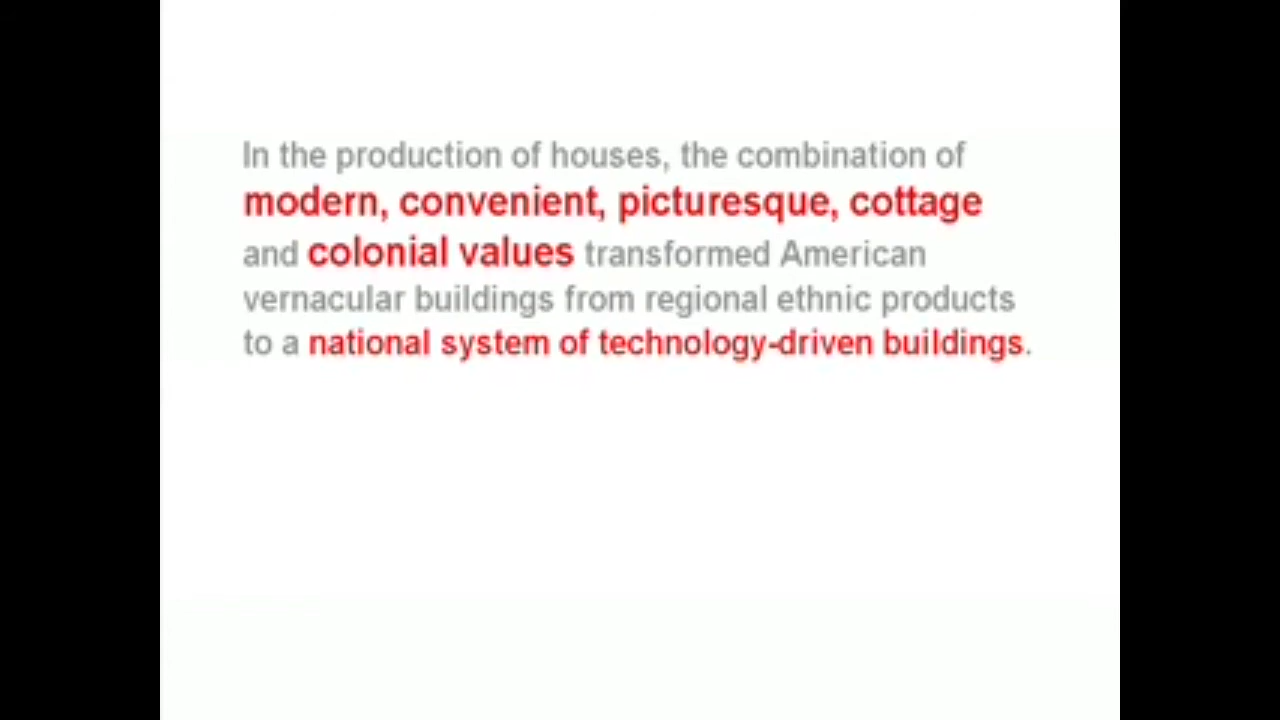 In the production of houses, the combination of
modern, convenient, picturesque, cottage
and colonial values transformed American
vernacular buildings from regional ethnic products
to a national system of technology-driven buildings.